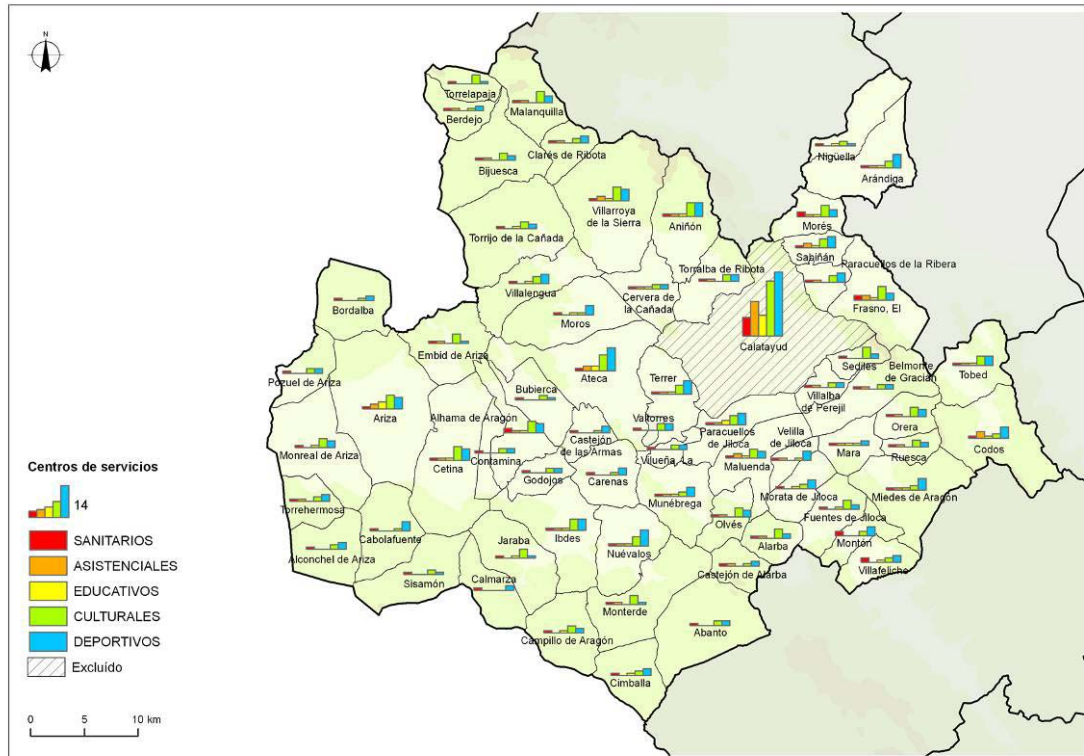 N
Torrelapaja
Berdejo
Malanquilla
Clarés de Ribota
Bijuesca
Nigüella
Arándiga
Villarroya
de la Sierra
Aniñón
Morés
Torrijo de la Cañada
Sabiñán
Paracuellos de la Ribera
Torralba de Ribota
Villalengua
Cervera de
la Cañada
Frasno, El
Bordalba
Moros
Calatayud
Embid de Ariza
Sediles
Belmonte
de Gracián
Tobed
Pozuel de Ariza
Ateca
Terrer
Bubierca
Villalba
de Perejil
Ariza
Alhama de Aragón
Valtorres
Paracuellos
de Jiloca
Velilla
de Jiloca
Orera
Castejón
de las Armas
Codos
Monreal de Ariza
Cetina
Contamina
Vilueña, La
Maluenda
Mara
Ruesca
Godojos
Carenas
Munébrega
Morata de Jiloca
Miedes de Aragón
Torrehermosa
Fuentes de Jiloca
Olvés
Cabolafuente
Ibdes
Nuévalos
Alarba
Montón
Alconchel de Ariza
Jaraba
Sisamón
Calmarza
Castejón de Alarba
Villafeliche
Monterde
Campillo de Aragón
Abanto
Cimballa
Centros de servicios
14
SANITARIOS
ASISTENCIALES
EDUCATIVOS
CULTURALES
DEPORTIVOS
Excluído
0 5 10 km